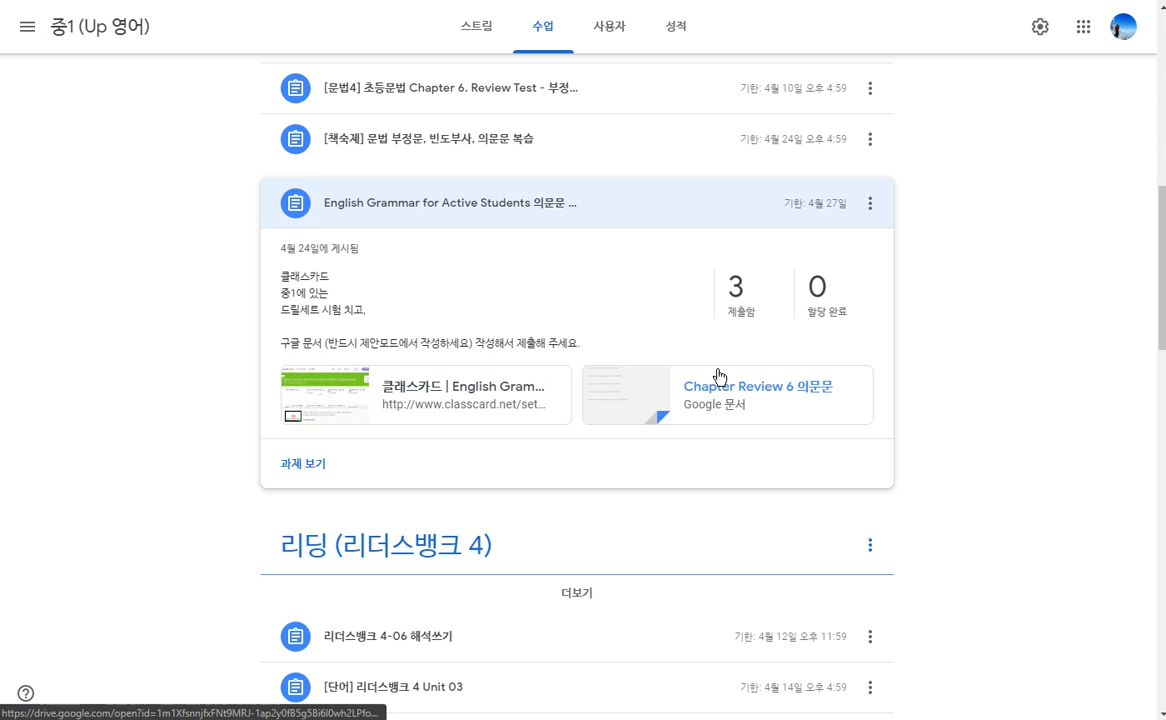 중1 (Up 영어)
스트림
수업
사용자
성적
[문법4] 초등문법 Chapter 6. Review Test - 부정...
기한: 4월 10일 오후 4:59
[책숙제] 문법 부정문, 빈도부사, 의문문 복습
기한: 4월 24일 오후 4:59
English Grammar for Active Students 의문문 ...
기한: 4월 27일
4월 24일에 게시됨
클래스카드
중1에 있는
드릴세트 시험 치고,
3
제출함
0
할당 완료
구글 문서 (반드시 제안모드에서 작성하세요) 작성해서 제출해 주세요.
클래스카드 | English Gram...
http://www.classcard.net/set...
Chapter Review 6 의문문
Google 문서
과제 보기
리딩 (리더스뱅크 4)
더보기
리더스뱅크 4-06 해석쓰기
기한: 4월 12일 오후 11:59
[단어] 리더스뱅크 4 Unit 03
기한: 4월 14일 오후 4:59